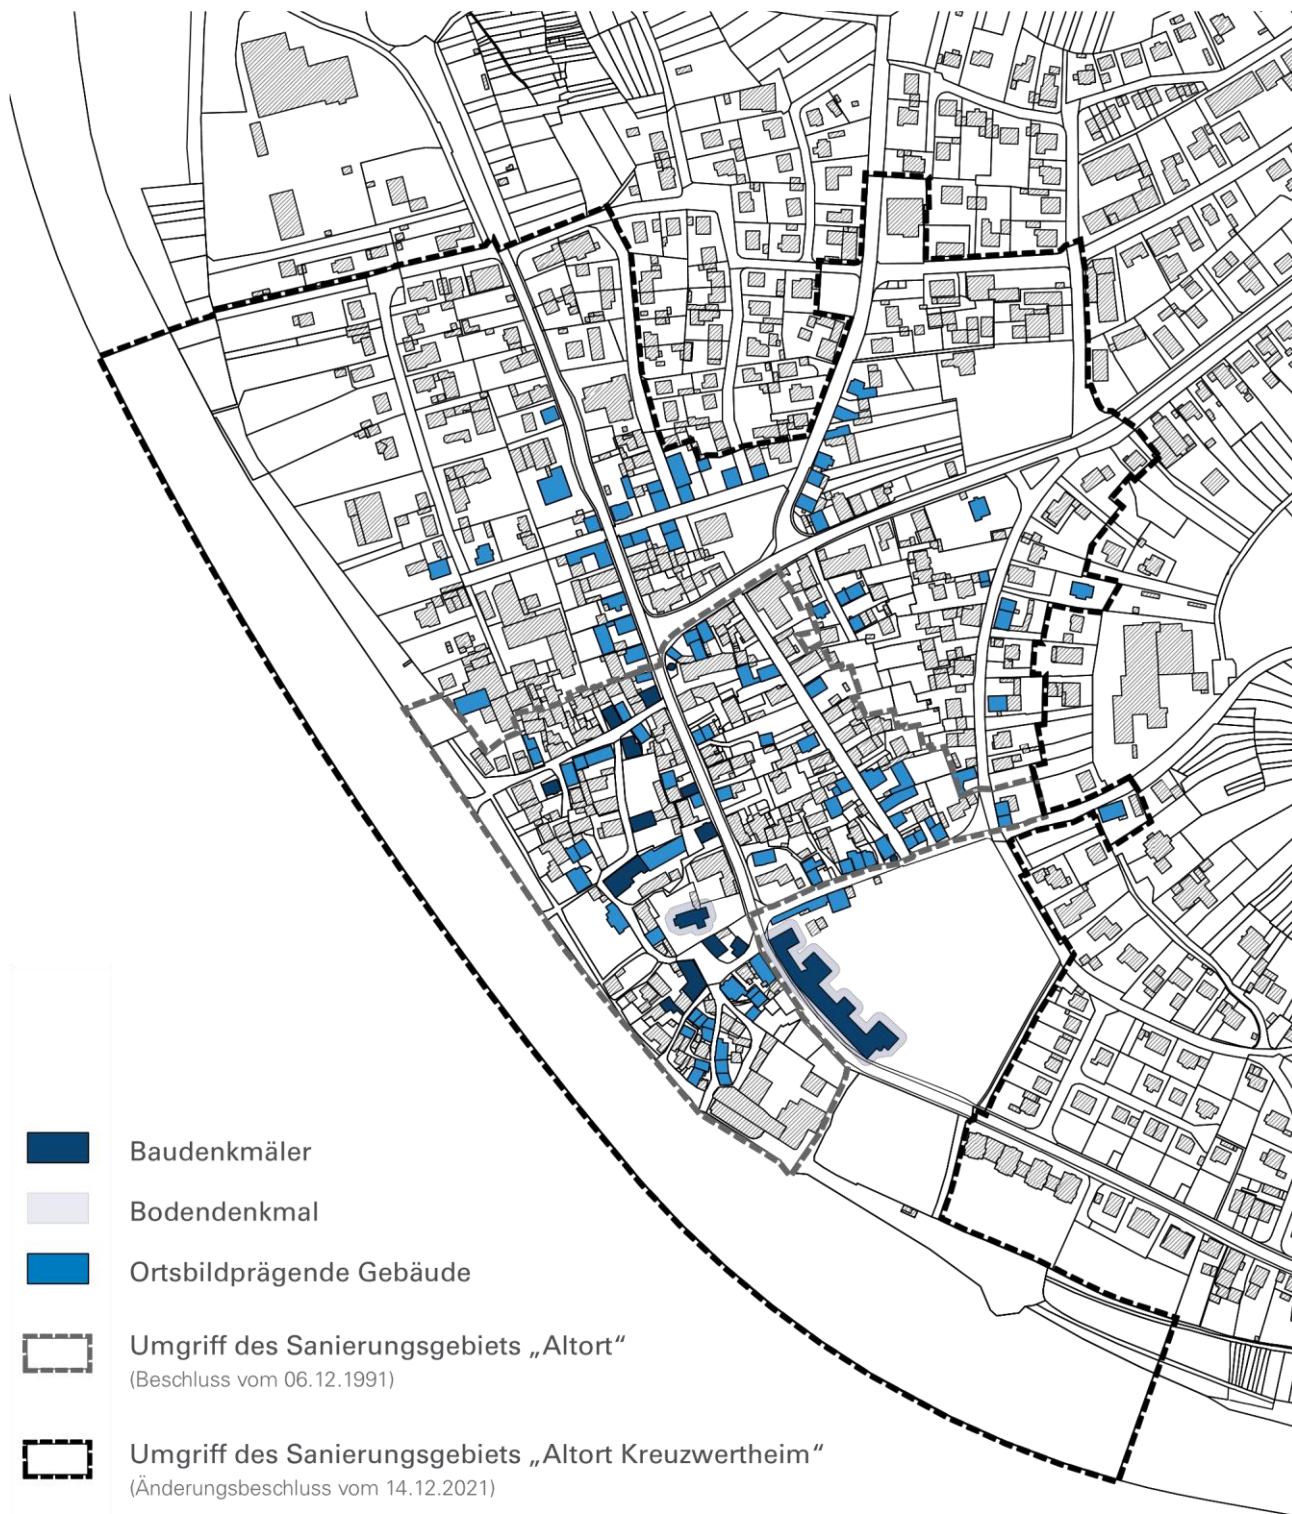 Baudenkmäler
Bodendenkmal
Ortsbildprägende Gebäude
Umgriff des Sanierungsgebiets „Altort“
(Beschluss vom 06.12.1991)
Umgriff des Sanierungsgebiets „Altort Kreuzwertheim“
(Änderungsbeschluss vom 14.12.2021)